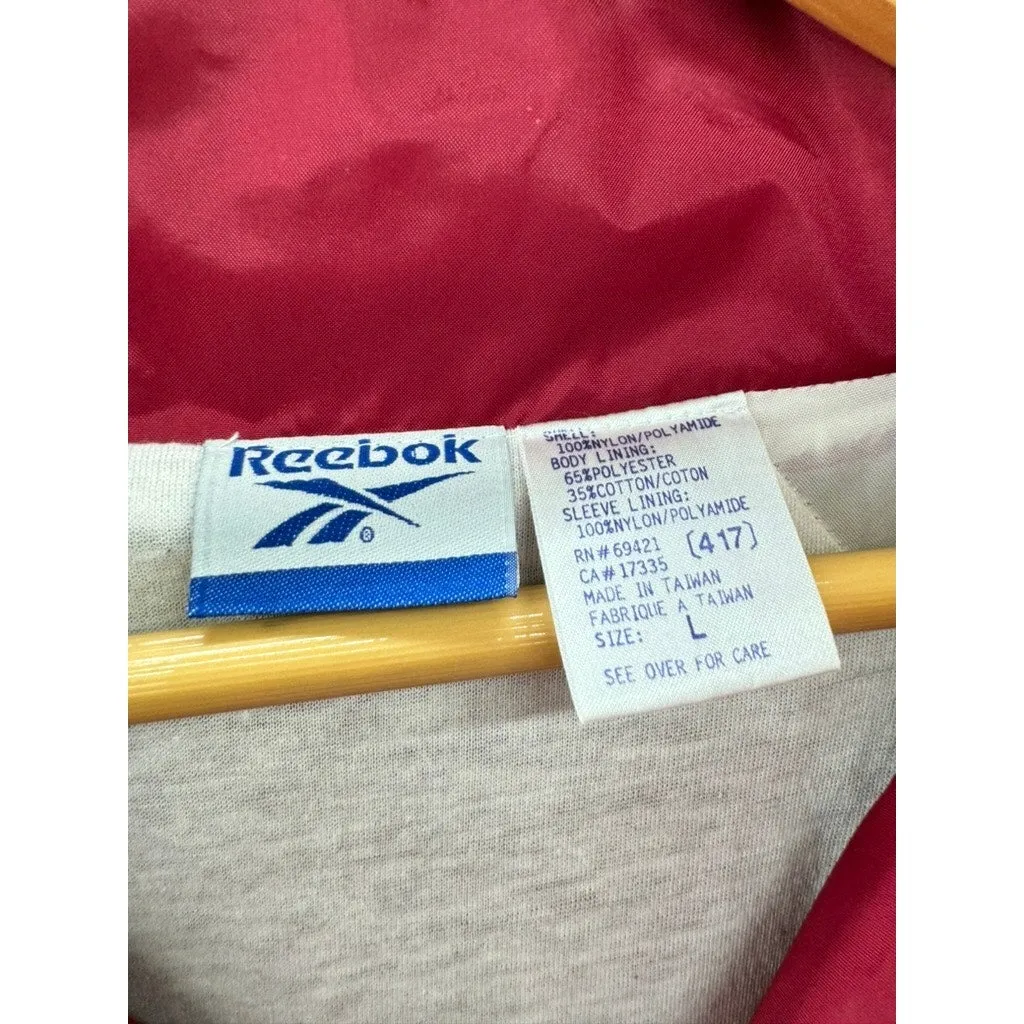 Reebok
®
SHELL:
100%NYLON/POLYAMIDE
BODY LINING:
65%POLYESTER
35%COTTON/COTON
SLEEVE LINING:
100%NYLON/POLYAMIDE
RN#69421 (417)
CA#17335
MADE IN TAIWAN
FABRIQUE A TAIWAN
SIZE: L
SEE OVER FOR CARE